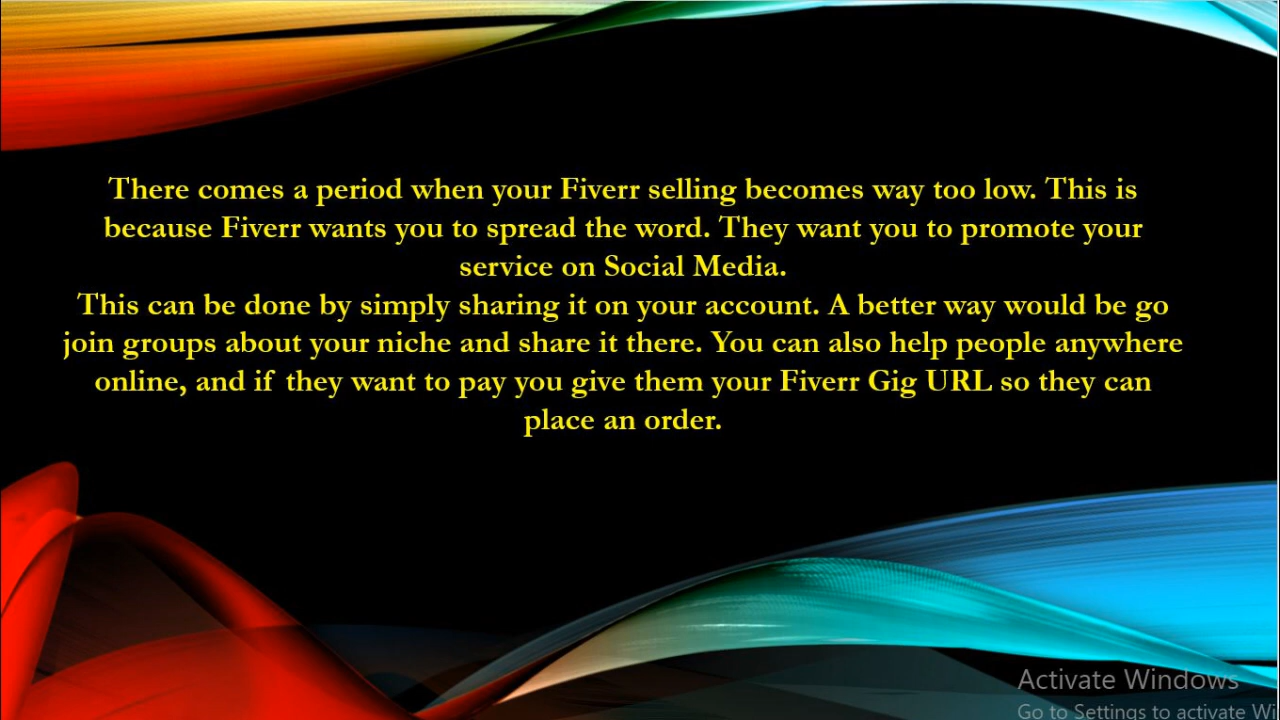 There comes a period when your Fiverr selling becomes way too low. This is
because Fiverr wants you to spread the word. They want you to promote your
service on Social Media.
This can be done by simply sharing it on your account. A better way would be go
join groups about your niche and share it there. You can also help people anywhere
online, and if they want to pay you give them your Fiverr Gig URL so they can
place an order.
Activate Windows
Go to Settings to activate Wi